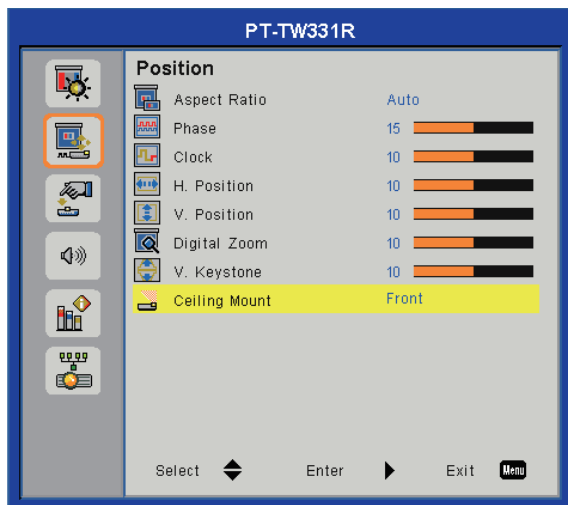 PT-TW331R
Position
Aspect Ratio Auto
Phase 15
Clock 10
H. Position 10
V. Position 10
Digital Zoom 10
V. Keystone 10
Ceiling Mount Front
Select Enter Exit Menu